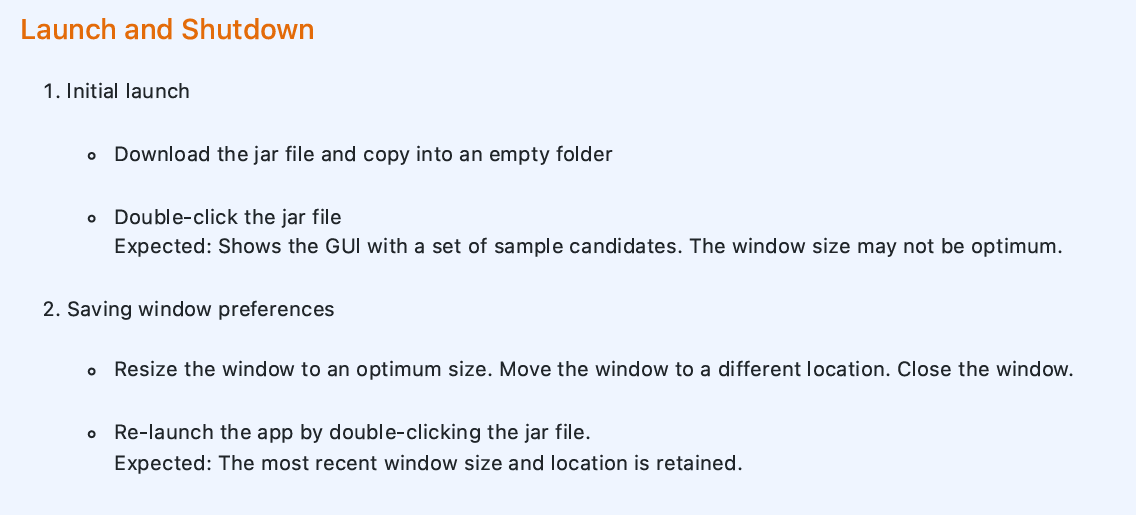 Launch and Shutdown
1. Initial launch
Download the jar file and copy into an empty folder
Double-click the jar file
Expected: Shows the GUI with a set of sample candidates. The window size may not be optimum.
2. Saving window preferences
Resize the window to an optimum size. Move the window to a different location. Close the window.
Re-launch the app by double-clicking the jar file.
Expected: The most recent window size and location is retained.